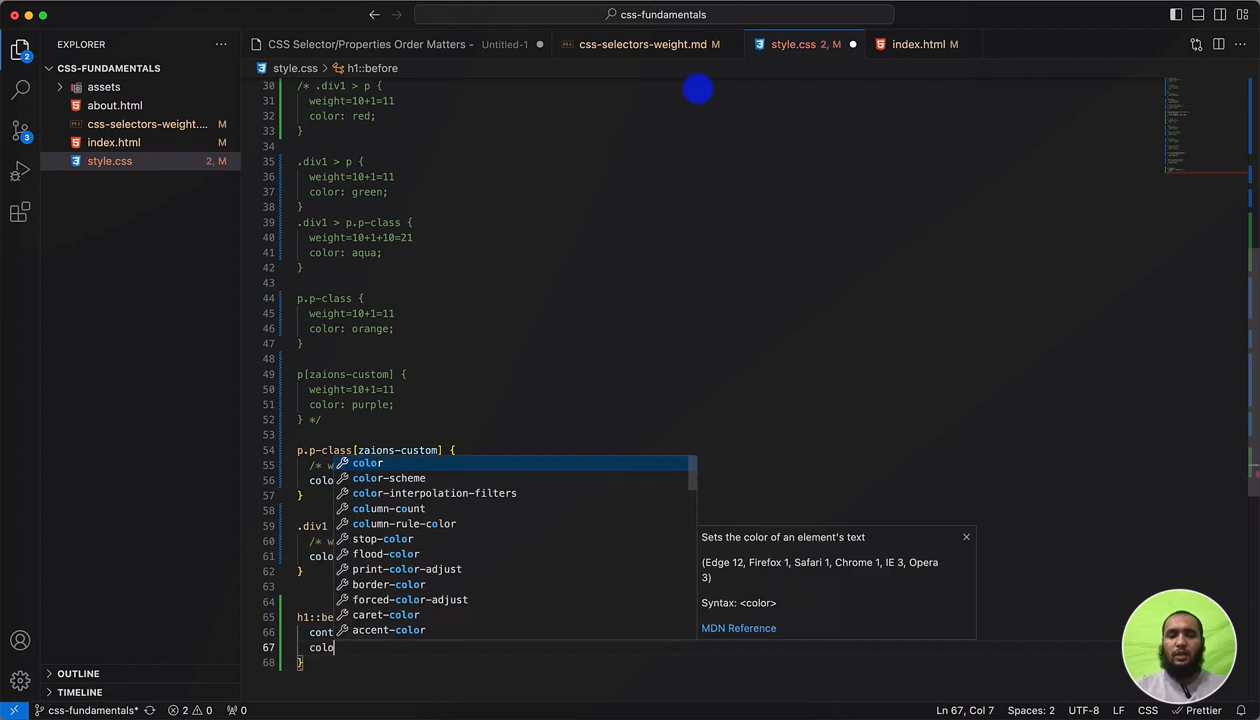 css-fundamentals
EXPLORER
CSS Selector/Properties Order Matters - Untitled-1
css-selectors-weight.md M
style.css 2, M
index.html M
CSS-FUNDAMENTALS
style.css > h1::before
assets
about.html
css-selectors-weight.... M
index.html M
style.css 2, M
2
3
30 /* .div1 > p {
31 weight=10+1=11
32 color: red;
33 }
34
35 .div1 > p {
36 weight=10+1=11
37 color: green;
38 }
39 .div1 > p.p-class {
40 weight=10+1+10=21
41 color: aqua;
42 }
43
44 p.p-class {
45 weight=10+1=11
46 color: orange;
47 }
48
49 p[zaions-custom] {
50 weight=10+1=11
51 color: purple;
52 } */
53
54 p.p-class[zaions-custom] {
55 /* w
56 colo
57 }
58
59 .div1
60 /* w
61 colo
62 }
63
64
65 h1::be
66 cont
67 colo
68 }
color
color-scheme
color-interpolation-filters
column-count
column-rule-color
stop-color
flood-color
print-color-adjust
border-color
forced-color-adjust
caret-color
accent-color
Sets the color of an element's text
(Edge 12, Firefox 1, Safari 1, Chrome 1, IE 3, Opera
3)
Syntax: <color>
MDN Reference
OUTLINE
TIMELINE
css-fundamentals* 2 0 0
Ln 67, Col 7 Spaces: 2 UTF-8 LF CSS Prettier